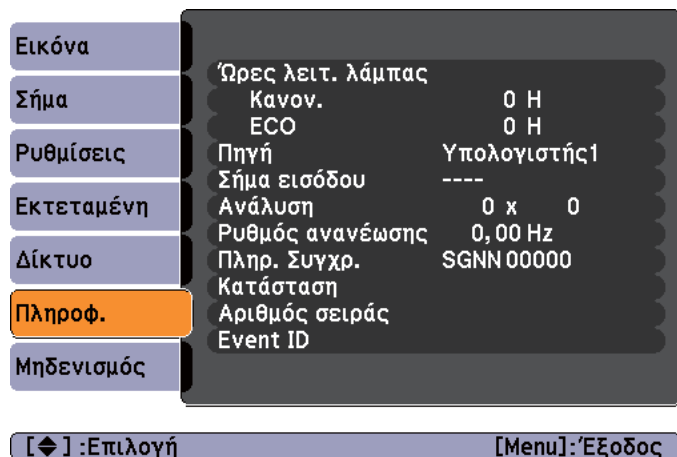 Εικόνα
Σήμα
Ρυθμίσεις
Εκτεταμένη
Δίκτυο
Πληροφ.
Μηδενισμός
Ώρες λειτ. λάμπας
Κανον. 0 H
ECO 0 H
Πηγή Υπολογιστής1
Σήμα εισόδου ----
Ανάλυση 0 x 0
Ρυθμός ανανέωσης 0,00 Hz
Πληρ. Συγχρ. SGNN 00000
Κατάσταση
Αριθμός σειράς
Event ID
[◆] :Επιλογή [Menu]:Έξοδος